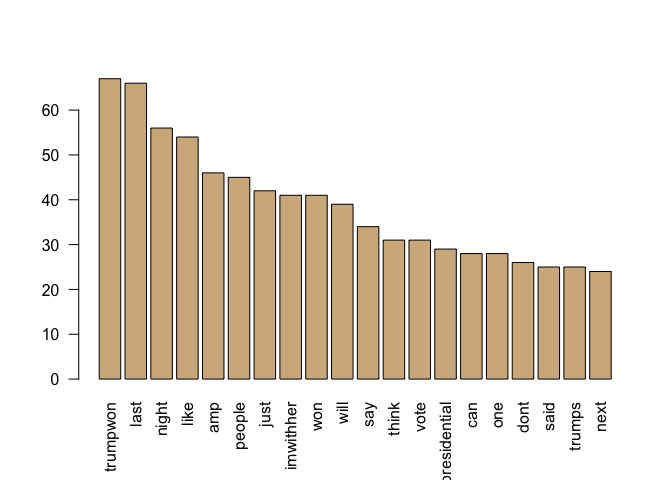 60
50
40
30
20
10
0
trumpwon
last
night
like
amp
people
just
imwithher
won
will
say
think
vote
presidential
can
one
dont
said
trumps
next